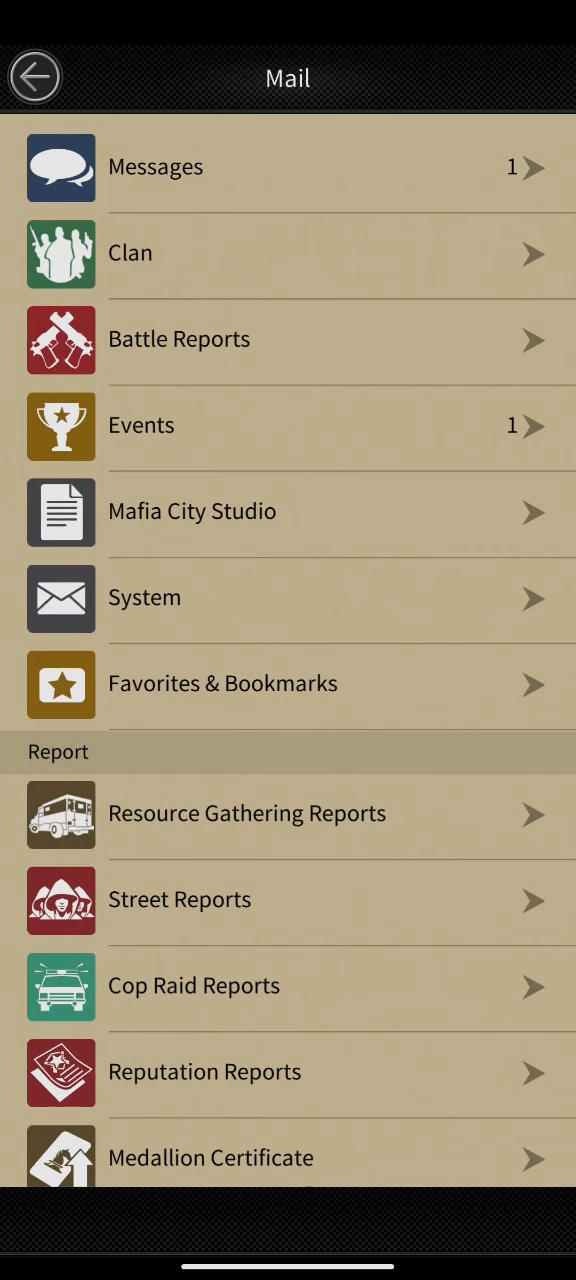 Mail
Messages 1
Clan
Battle Reports
Events 1
Mafia City Studio
System
Favorites & Bookmarks
Report
Resource Gathering Reports
Street Reports
Cop Raid Reports
Reputation Reports
Medallion Certificate